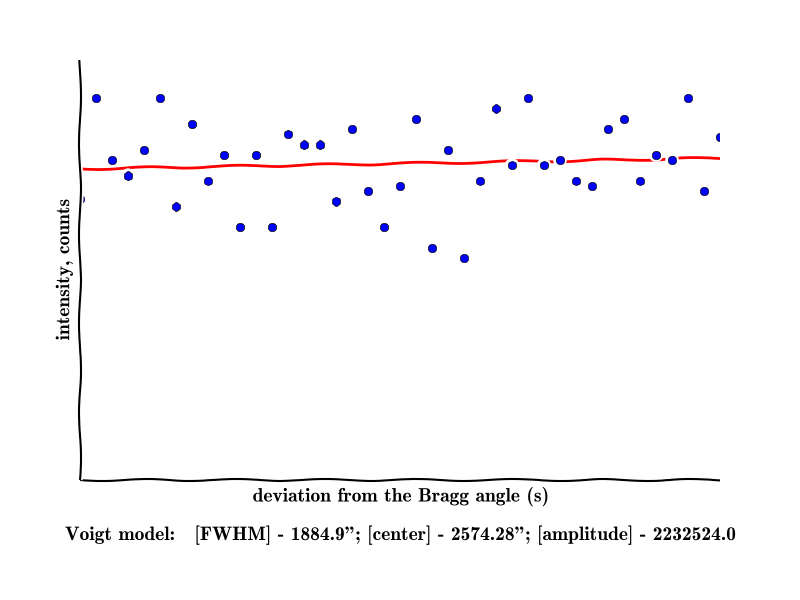 intensity, counts
deviation from the Bragg angle (s)
Voigt model: [FWHM] - 1884.9”; [center] - 2574.28”; [amplitude] - 2232524.0